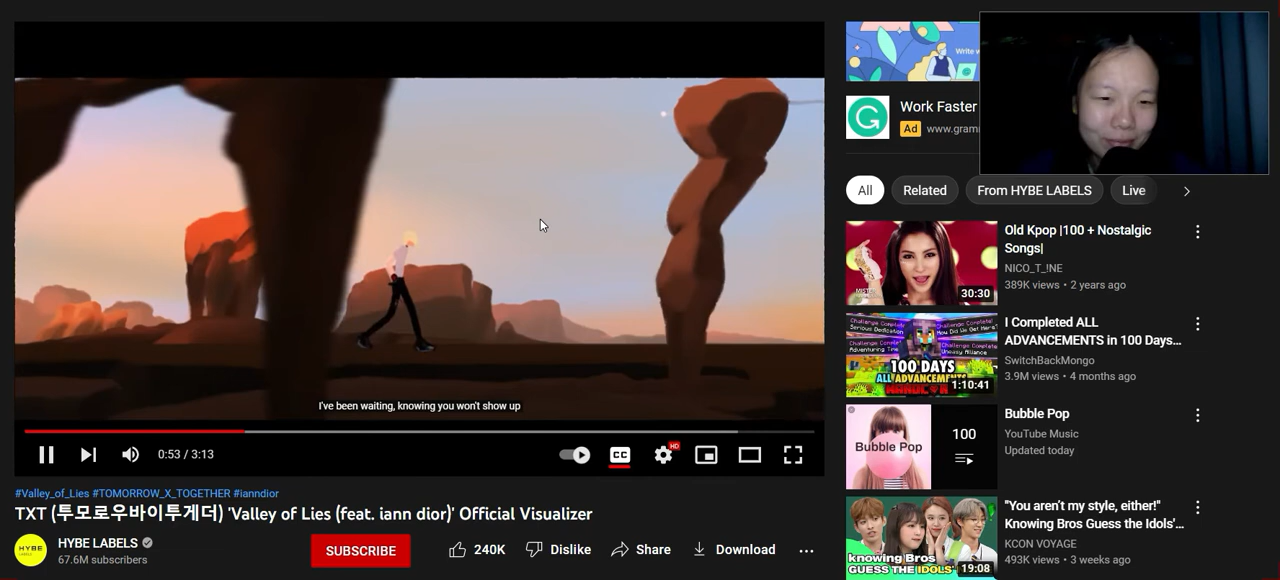 I've been waiting, knowing you won't show up
0:53 / 3:13
CC
HD
#Valley_of_Lies #TOMORROW_X_TOGETHER #ianndior
TXT (투모로우바이투게더) 'Valley of Lies (feat. iann dior)' Official Visualizer
HYBE LABELS
HYBE LABELS
67.6M subscribers
SUBSCRIBE
240K
Dislike
Share
Download
Write
Work Faster
Ad
www.gram
All
Related
From HYBE LABELS
Live
30:30
Old Kpop |100 + Nostalgic
Songs|
NICO_T_!NE
389K views • 2 years ago
100 DAYS
ALL ADVANCEMENTS
1:10:41
I Completed ALL
ADVANCEMENTS in 100 Days...
SwitchBackMongo
3.9M views • 4 months ago
Bubble Pop
100
Bubble Pop
YouTube Music
Updated today
knowing Bros
GUESS THE IDOLS'
19:08
"You aren't my style, either!"
Knowing Bros Guess the Idols'...
KCON VOYAGE
493K views • 3 weeks ago